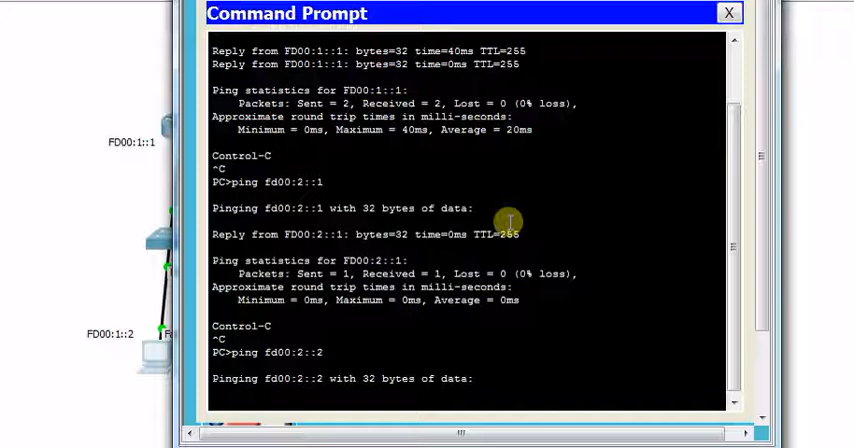 Command Prompt
X
Reply from FD00:1::1: bytes=32 time=40ms TTL=255
Reply from FD00:1::1: bytes=32 time=0ms TTL=255
Ping statistics for FD00:1::1:
Packets: Sent = 2, Received = 2, Lost = 0 (0% loss),
Approximate round trip times in milli-seconds:
Minimum = 0ms, Maximum = 40ms, Average = 20ms
Control-C
^C
PC>ping fd00:2::1
Pinging fd00:2::1 with 32 bytes of data:
Reply from FD00:2::1: bytes=32 time=0ms TTL=255
Ping statistics for FD00:2::1:
Packets: Sent = 1, Received = 1, Lost = 0 (0% loss),
Approximate round trip times in milli-seconds:
Minimum = 0ms, Maximum = 0ms, Average = 0ms
Control-C
^C
PC>ping fd00:2::2
Pinging fd00:2::2 with 32 bytes of data:
FD00:1::1
FD00:1::2